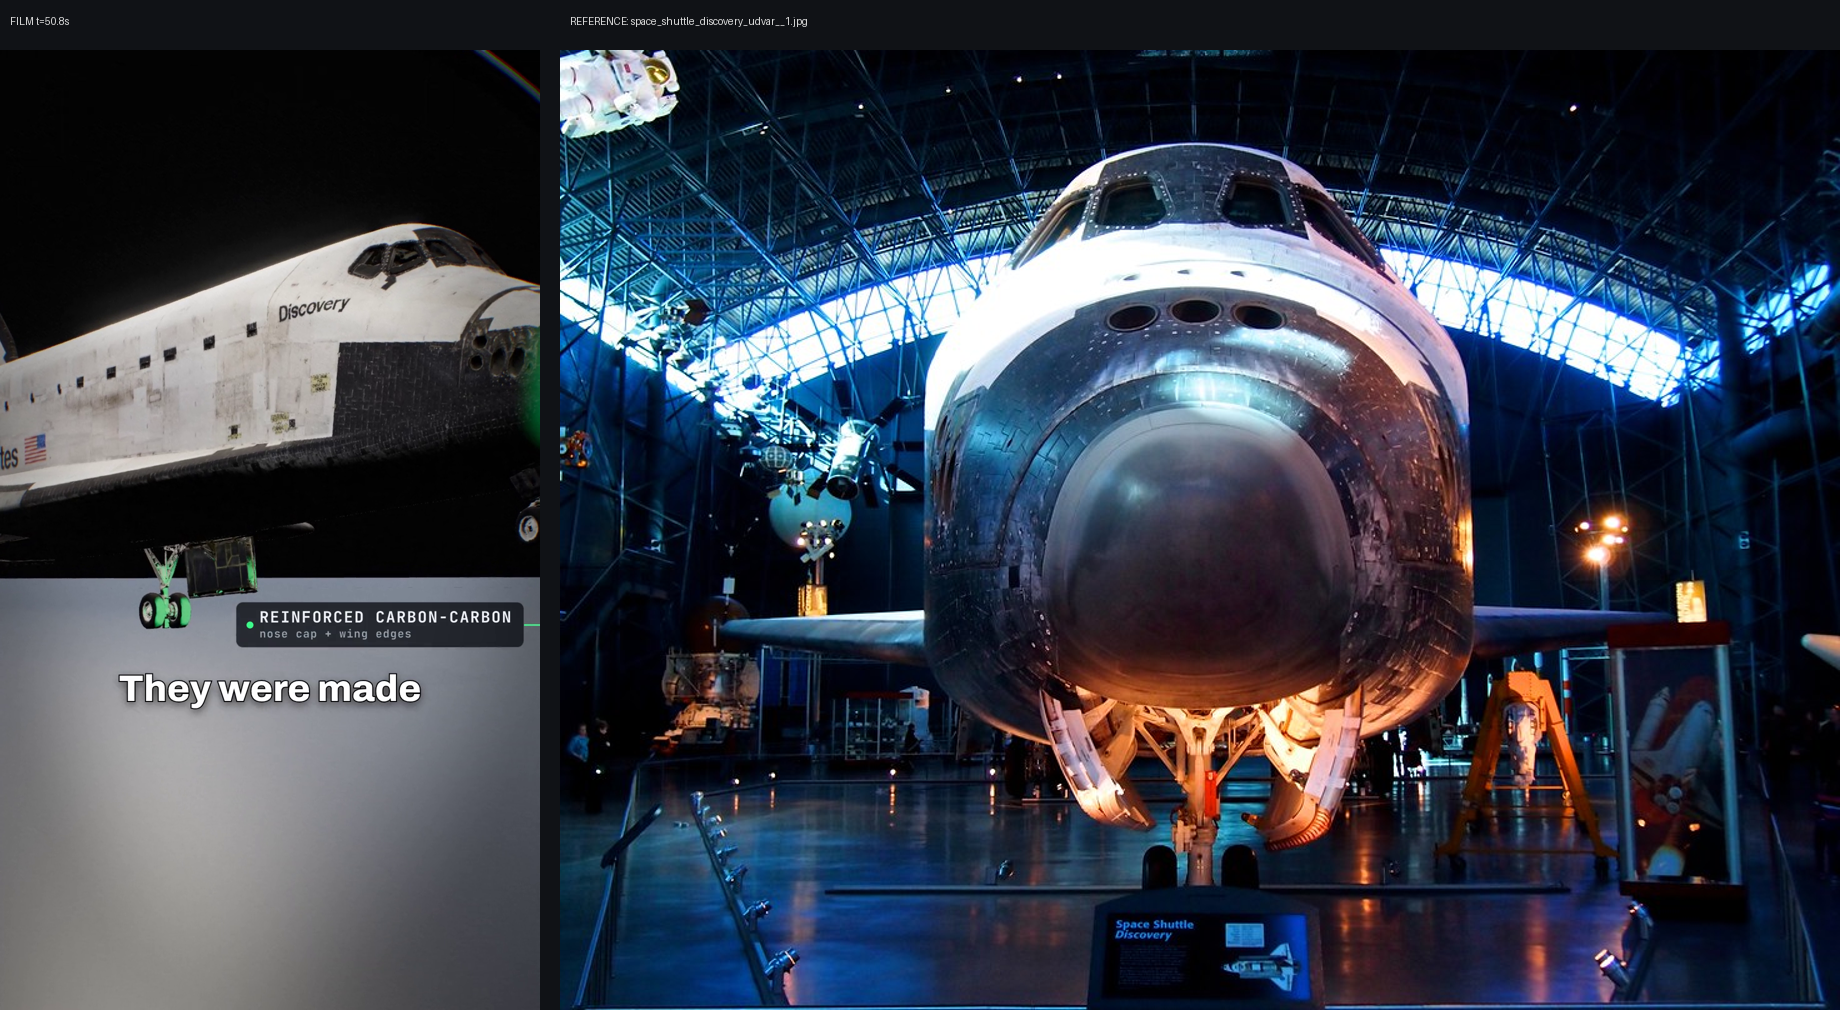 FILM t=50.8s
REFERENCE: space_shuttle_discovery_udvar__1.jpg
Discovery
tes
REINFORCED CARBON-CARBON
nose cap + wing edges
They were made
Space Shuttle
Discovery